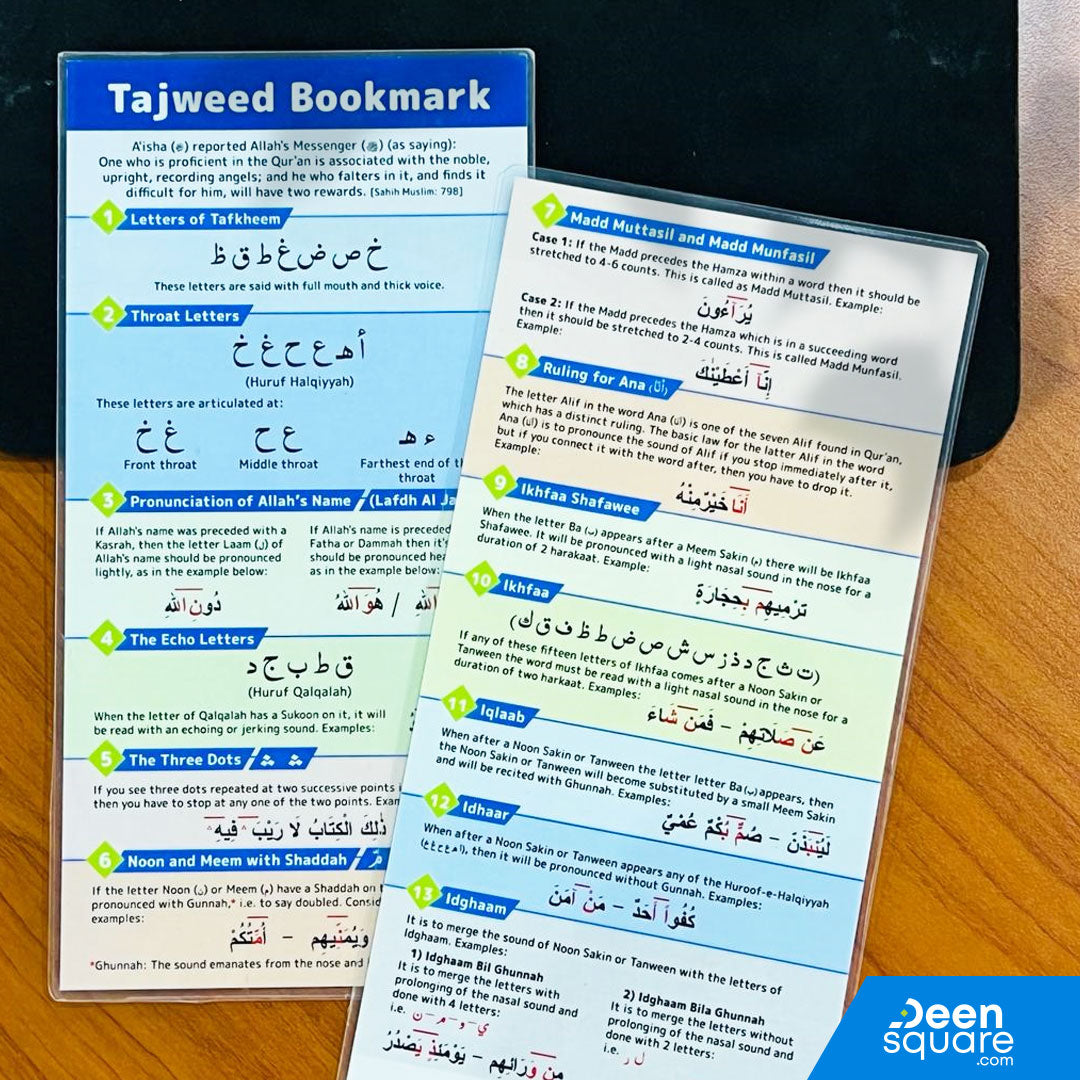 Tajweed Bookmark
A'isha () reported Allah's Messenger (ﷺ) (as saying):
One who is proficient in the Qur'an is associated with the noble,
upright, recording angels; and he who falters in it, and finds it
difficult for him, will have two rewards. [Sahih Muslim: 798]
1 Letters of Tafkheem
خ ص ض غ ط ق ظ
These letters are said with full mouth and thick voice.
2 Throat Letters
أ هـ ع ح غ خ
(Huruf Halqiyyah)
These letters are articulated at:
غ خ
Front throat
ع ح
Middle throat
ء هـ
Farthest end of th
throat
3 Pronunciation of Allah's Name / (Lafdh Al Ja
If Allah's name was preceded with a
Kasrah, then the letter Laam (ل) of
Allah's name should be pronounced
lightly, as in the example below:
دُونِ اللَّهِ
If Allah's name is preceded
Fatha or Dammah then it's
should be pronounced hea
as in the example below:
هُوَ اللَّهُ / اللَّهِ
4 The Echo Letters
ق ط ب ج د
(Huruf Qalqalah)
When the letter of Qalqalah has a Sukoon on it, it will
be read with an echoing or jerking sound. Examples:
5 The Three Dots / ۛ ۛ
If you see three dots repeated at two successive points i
then you have to stop at any one of the two points. Exam
ذَٰلِكَ الْكِتَابُ لَا رَيْبَ ۛ فِيهِ ۛ
6 Noon and Meem with Shaddah / مّ
If the letter Noon (ن) or Meem (م) have a Shaddah on t
pronounced with Gunnah,* i.e. to say doubled. Consid
examples:
وَيُمَنِّيهِم – أُمَّتُكُمْ
*Ghunnah: The sound emanates from the nose and
7 Madd Muttasil and Madd Munfasil
Case 1: If the Madd precedes the Hamza within a word then it should be
stretched to 4-6 counts. This is called as Madd Muttasil. Example:
يُرَآءُونَ
Case 2: If the Madd precedes the Hamza which is in a succeeding word
then it should be stretched to 2-4 counts. This is called Madd Munfasil.
Example:
إِنَّآ أَعْطَيْنَٰكَ
8 Ruling for Ana (أَنَا)
The letter Alif in the word Ana (أنا) is one of the seven Alif found in Qur'an,
which has a distinct ruling. The basic law for the latter Alif in the word
Ana (أنا) is to pronounce the sound of Alif if you stop immediately after it,
but if you connect it with the word after, then you have to drop it.
Example:
أَنَا خَيْرٌ مِّنْهُ
9 Ikhfaa Shafawee
When the letter Ba (ب) appears after a Meem Sakin (م) there will be Ikhfaa
Shafawee. It will be pronounced with a light nasal sound in the nose for a
duration of 2 harakaat. Example:
تَرْمِيهِم بِحِجَارَةٍ
10 Ikhfaa
(ت ث ج د ذ ز س ش ص ض ط ظ ف ق ك)
If any of these fifteen letters of Ikhfaa comes after a Noon Sakin or
Tanween the word must be read with a light nasal sound in the nose for a
duration of two harkaat. Examples:
عَن صَلَاتِهِمْ – فَمَن شَاءَ
11 Iqlaab
When after a Noon Sakin or Tanween the letter letter Ba (ب) appears, then
the Noon Sakin or Tanween will become substituted by a small Meem Sakin
and will be recited with Ghunnah. Examples:
لَيُنۢبَذَنَّ – صُمٌّ بُكْمٌ عُمْيٌ
12 Idhaar
When after a Noon Sakin or Tanween appears any of the Huroof-e-Halqiyyah
(ا ه ع ح غ خ), then it will be pronounced without Gunnah. Examples:
كُفُوًا أَحَدٌ – مَنْ آمَنَ
13 Idghaam
It is to merge the sound of Noon Sakin or Tanween with the letters of
Idghaam. Examples:
1) Idghaam Bil Ghunnah
It is to merge the letters with
prolonging of the nasal sound and
done with 4 letters:
i.e. ي – و – م – ن
مِن وَرَائِهِم – يَوْمَئِذٍ يَصْدُرُ
2) Idghaam Bila Ghunnah
It is to merge the letters without
prolonging of the nasal sound and
done with 2 letters:
i.e. ل ر
Deen
square
.com